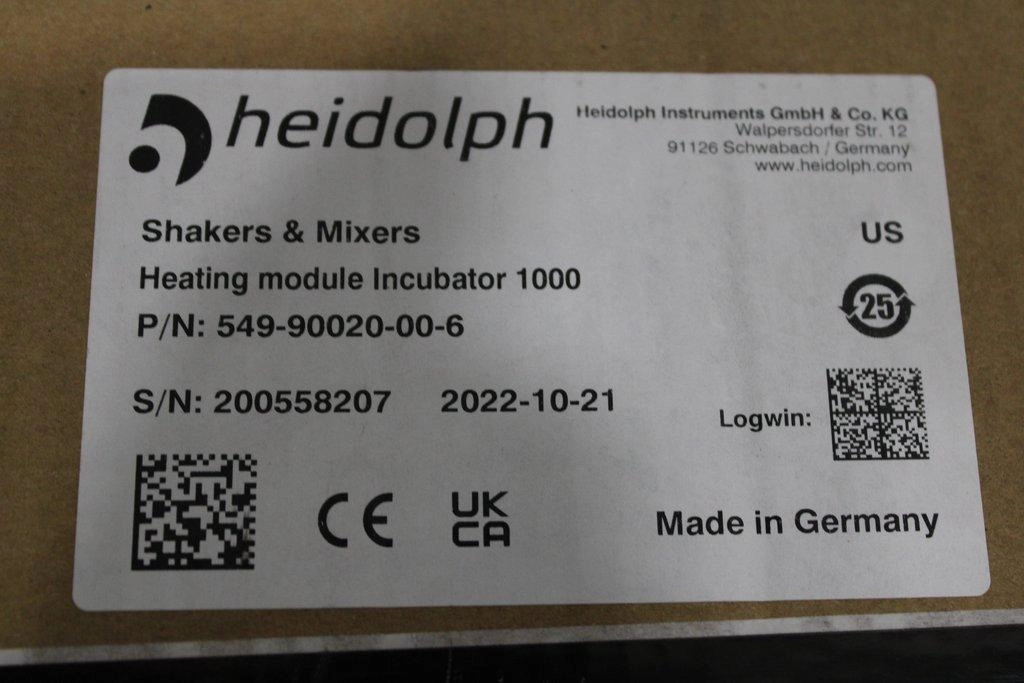 heidolph
Heidolph Instruments GmbH & Co. KG
Walpersdorfer Str. 12
91126 Schwabach / Germany
www.heidolph.com
Shakers & Mixers
US
Heating module Incubator 1000
P/N: 549-90020-00-6
25
S/N: 200558207 2022-10-21
Logwin:
CE
UK
CA
Made in Germany